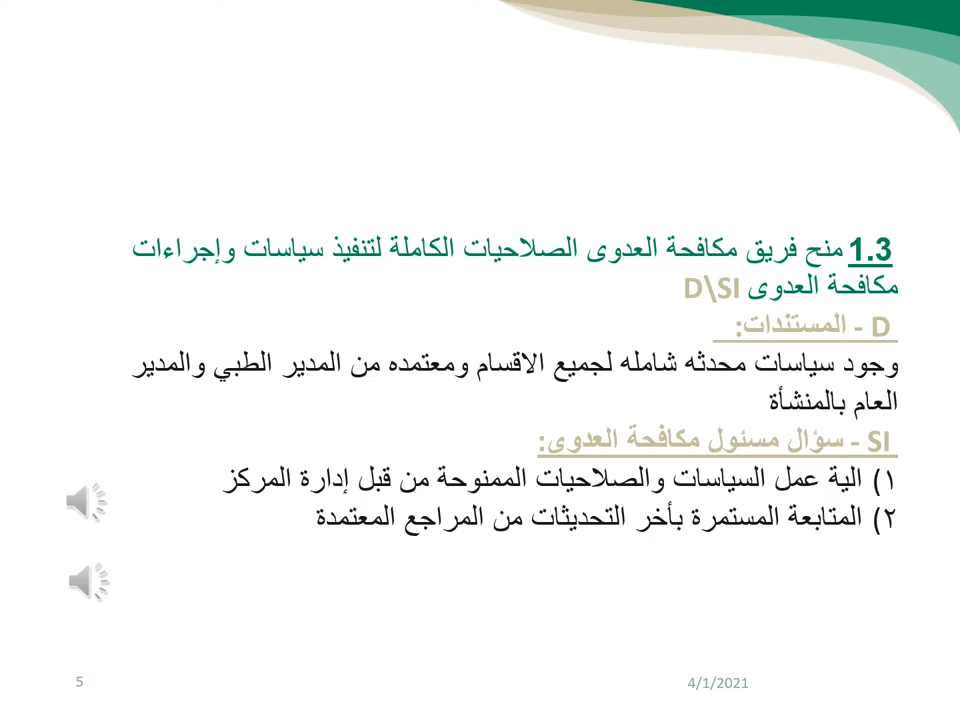 1.3 منح فريق مكافحة العدوى الصلاحيات الكاملة لتنفيذ سياسات وإجراءات
مكافحة العدوى D\SI
D - المستندات:
وجود سياسات محدثه شامله لجميع الاقسام ومعتمده من المدير الطبي والمدير
العام بالمنشأة
SI - سؤال مسئول مكافحة العدوى:
١) الية عمل السياسات والصلاحيات الممنوحة من قبل إدارة المركز
٢) المتابعة المستمرة بأخر التحديثات من المراجع المعتمدة
5
4/1/2021